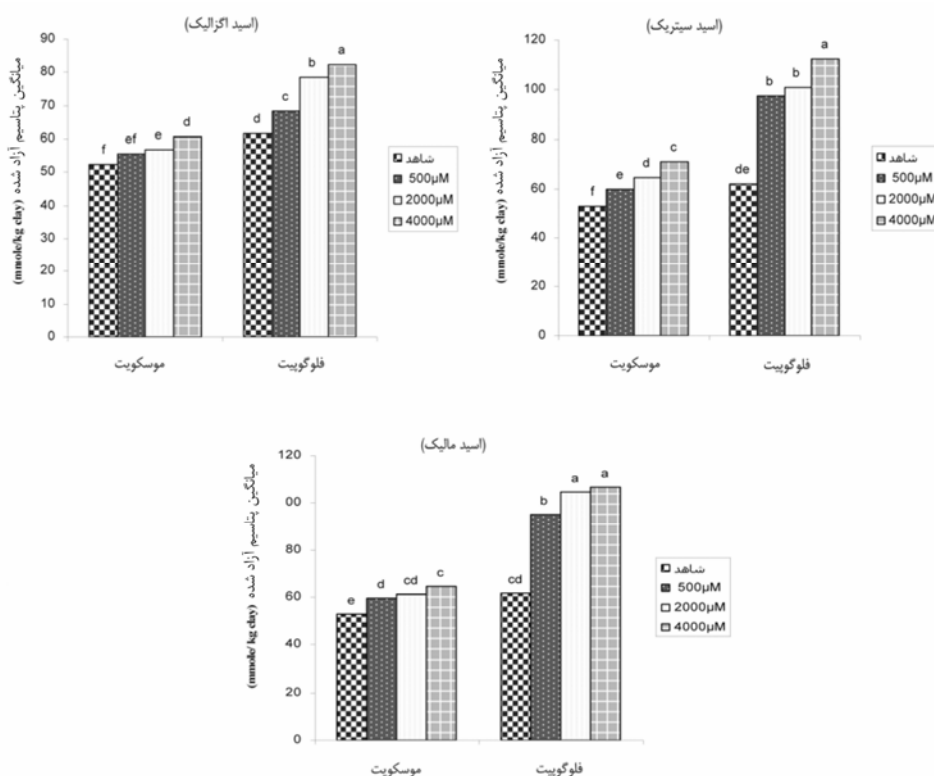 (اسید اگزالیک)
میانگین پتاسیم آزاد شده (mmole/kg clay)
90
80
70
60
50
40
30
20
10
0
f
ef
e
d
d
c
b
a
موسکویت
فلوگوپیت
شاهد
500µM
2000µM
4000µM
(اسید سیتریک)
میانگین پتاسیم آزاد شده (mmole/kg clay)
120
100
80
60
40
20
0
f
e
d
c
de
b
b
a
موسکویت
فلوگوپیت
شاهد
500µM
2000µM
4000µM
(اسید مالیک)
میانگین پتاسیم آزاد شده (mmole/ kg clay)
120
00
80
60
40
20
0
e
d
cd
c
cd
b
a
a
موسکویت
فلوگوپیت
شاهد
500µM
2000µM
4000µM